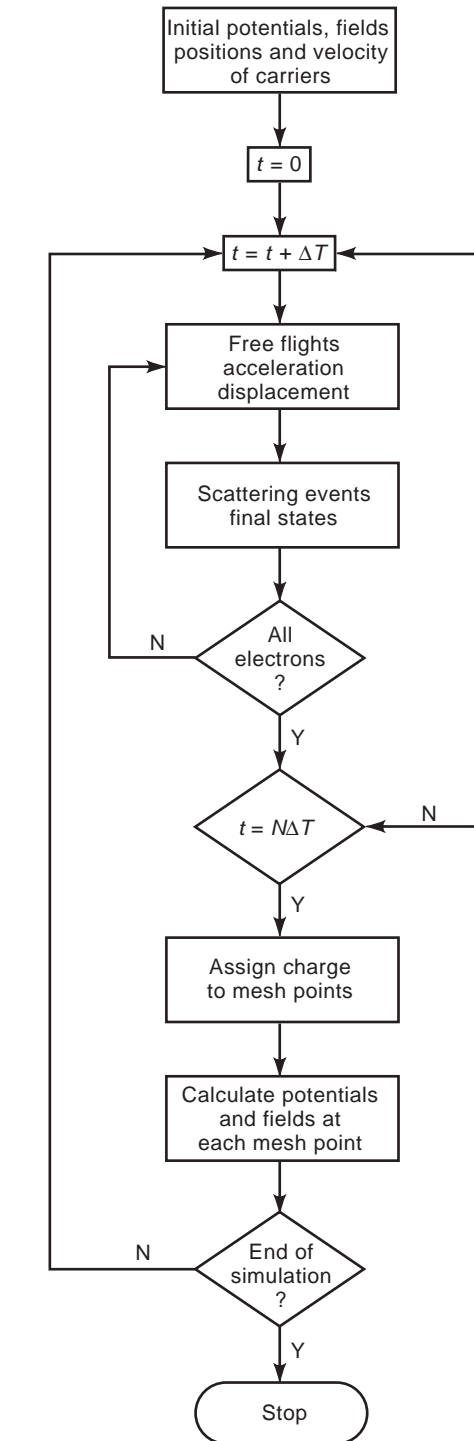 Initial potentials, fields
positions and velocity
of carriers
t = 0
t = t + ΔT
Free flights
acceleration
displacement
Scattering events
final states
All
electrons
?
N
Y
t = NΔT
N
Y
Assign charge
to mesh points
Calculate potentials
and fields at
each mesh point
End of
simulation
?
N
Y
Stop